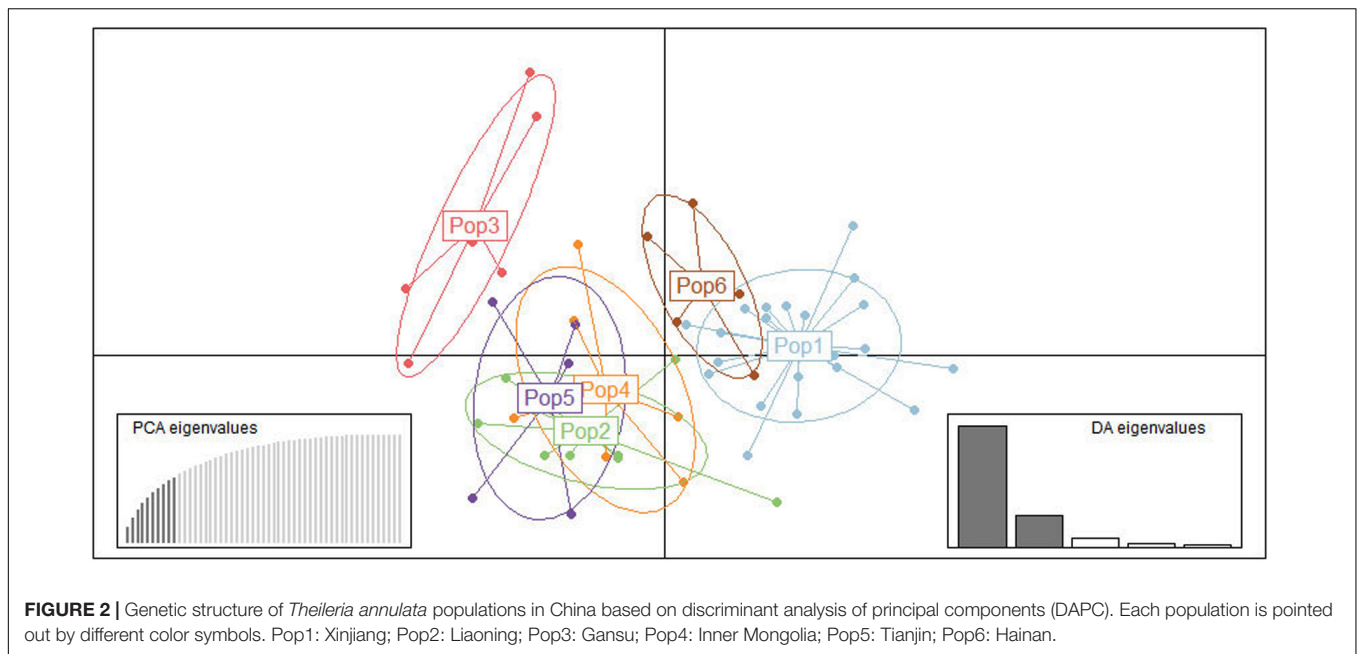 Pop3
Pop6
Pop1
Pop5
Pop4
Pop2
PCA eigenvalues
DA eigenvalues
FIGURE 2 | Genetic structure of Theileria annulata populations in China based on discriminant analysis of principal components (DAPC). Each population is pointed
out by different color symbols. Pop1: Xinjiang; Pop2: Liaoning; Pop3: Gansu; Pop4: Inner Mongolia; Pop5: Tianjin; Pop6: Hainan.